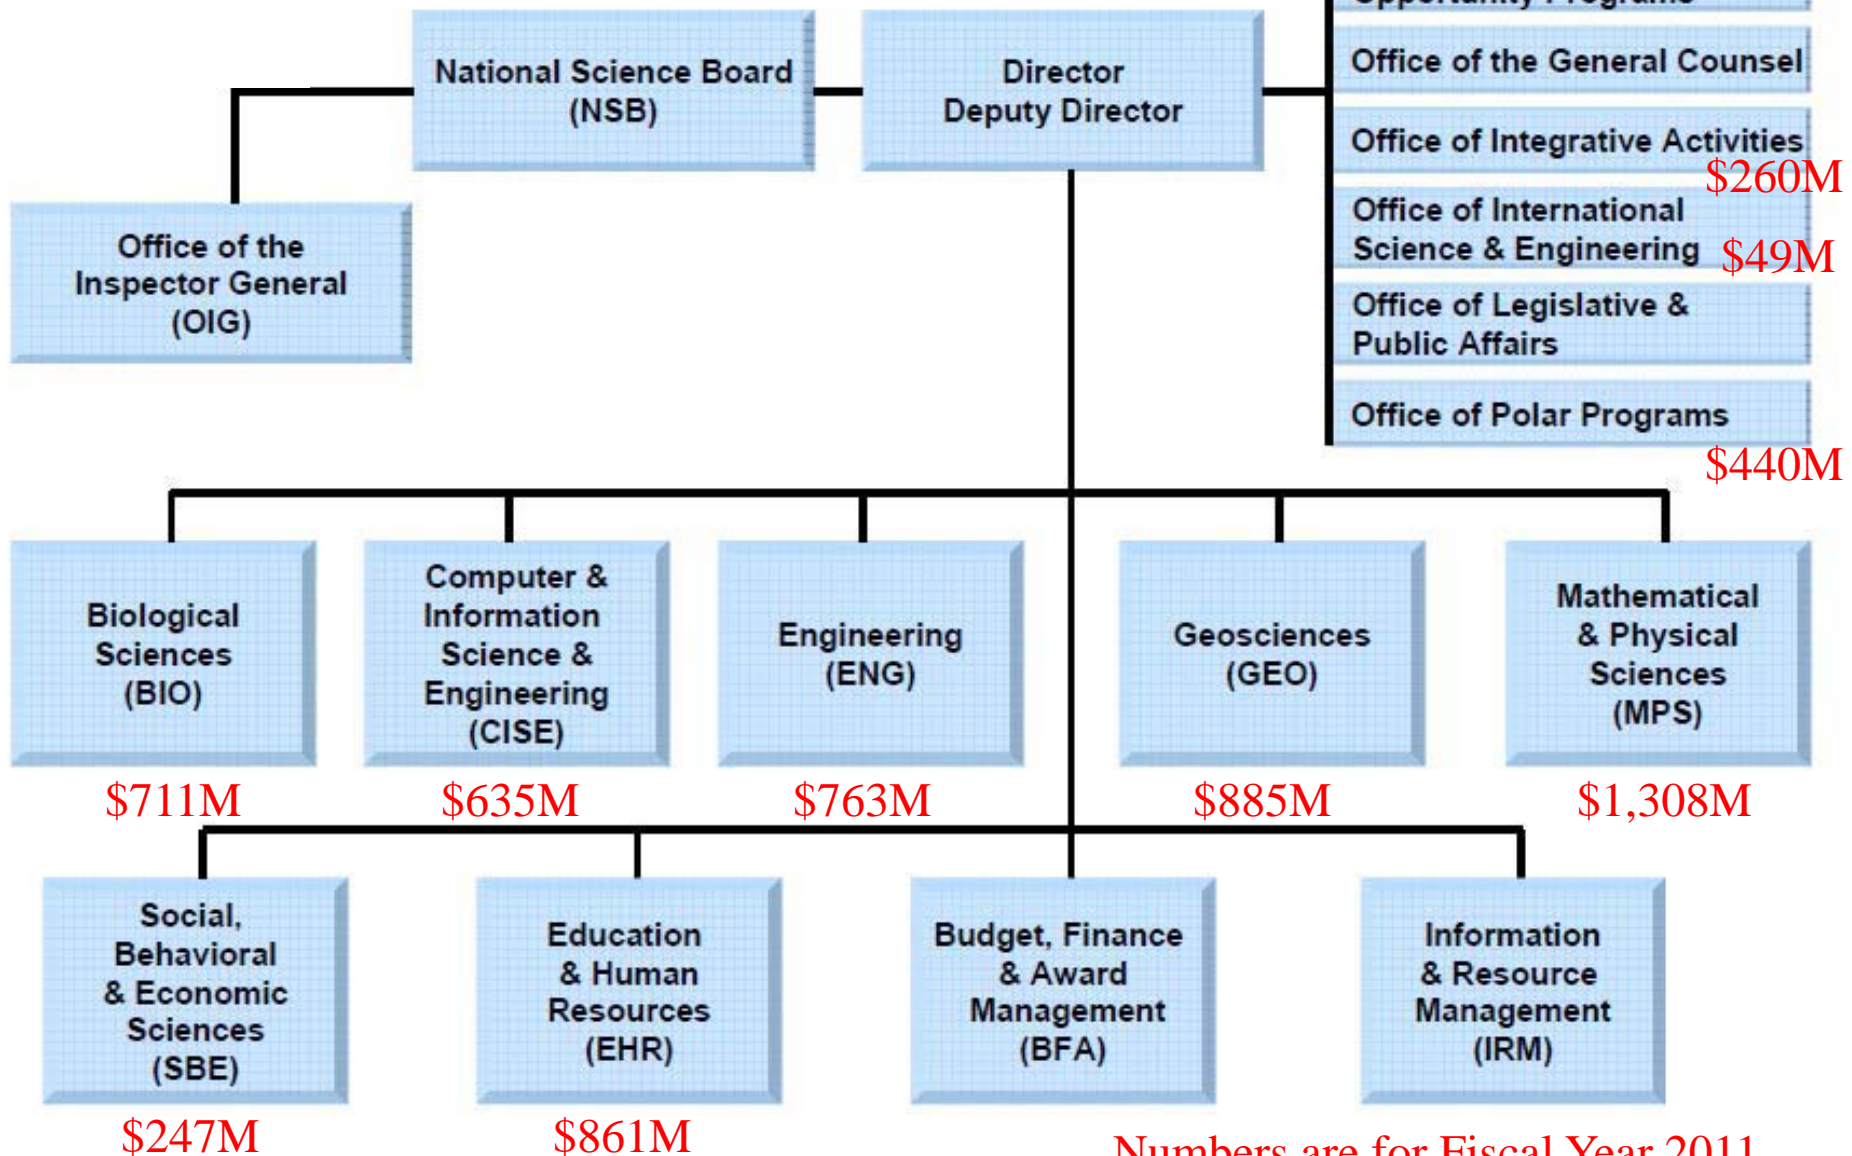 Opportunity Programs
National Science Board
(NSB)
Director
Deputy Director
Office of the General Counsel
Office of Integrative Activities
$260M
Office of International
Science & Engineering
$49M
Office of Legislative &
Public Affairs
Office of Polar Programs
$440M
Office of the
Inspector General
(OIG)
Biological
Sciences
(BIO)
$711M
Computer &
Information
Science &
Engineering
(CISE)
$635M
Engineering
(ENG)
$763M
Geosciences
(GEO)
$885M
Mathematical
& Physical
Sciences
(MPS)
$1,308M
Social,
Behavioral
& Economic
Sciences
(SBE)
$247M
Education
& Human
Resources
(EHR)
$861M
Budget, Finance
& Award
Management
(BFA)
Information
& Resource
Management
(IRM)
Numbers are for Fiscal Year 2011